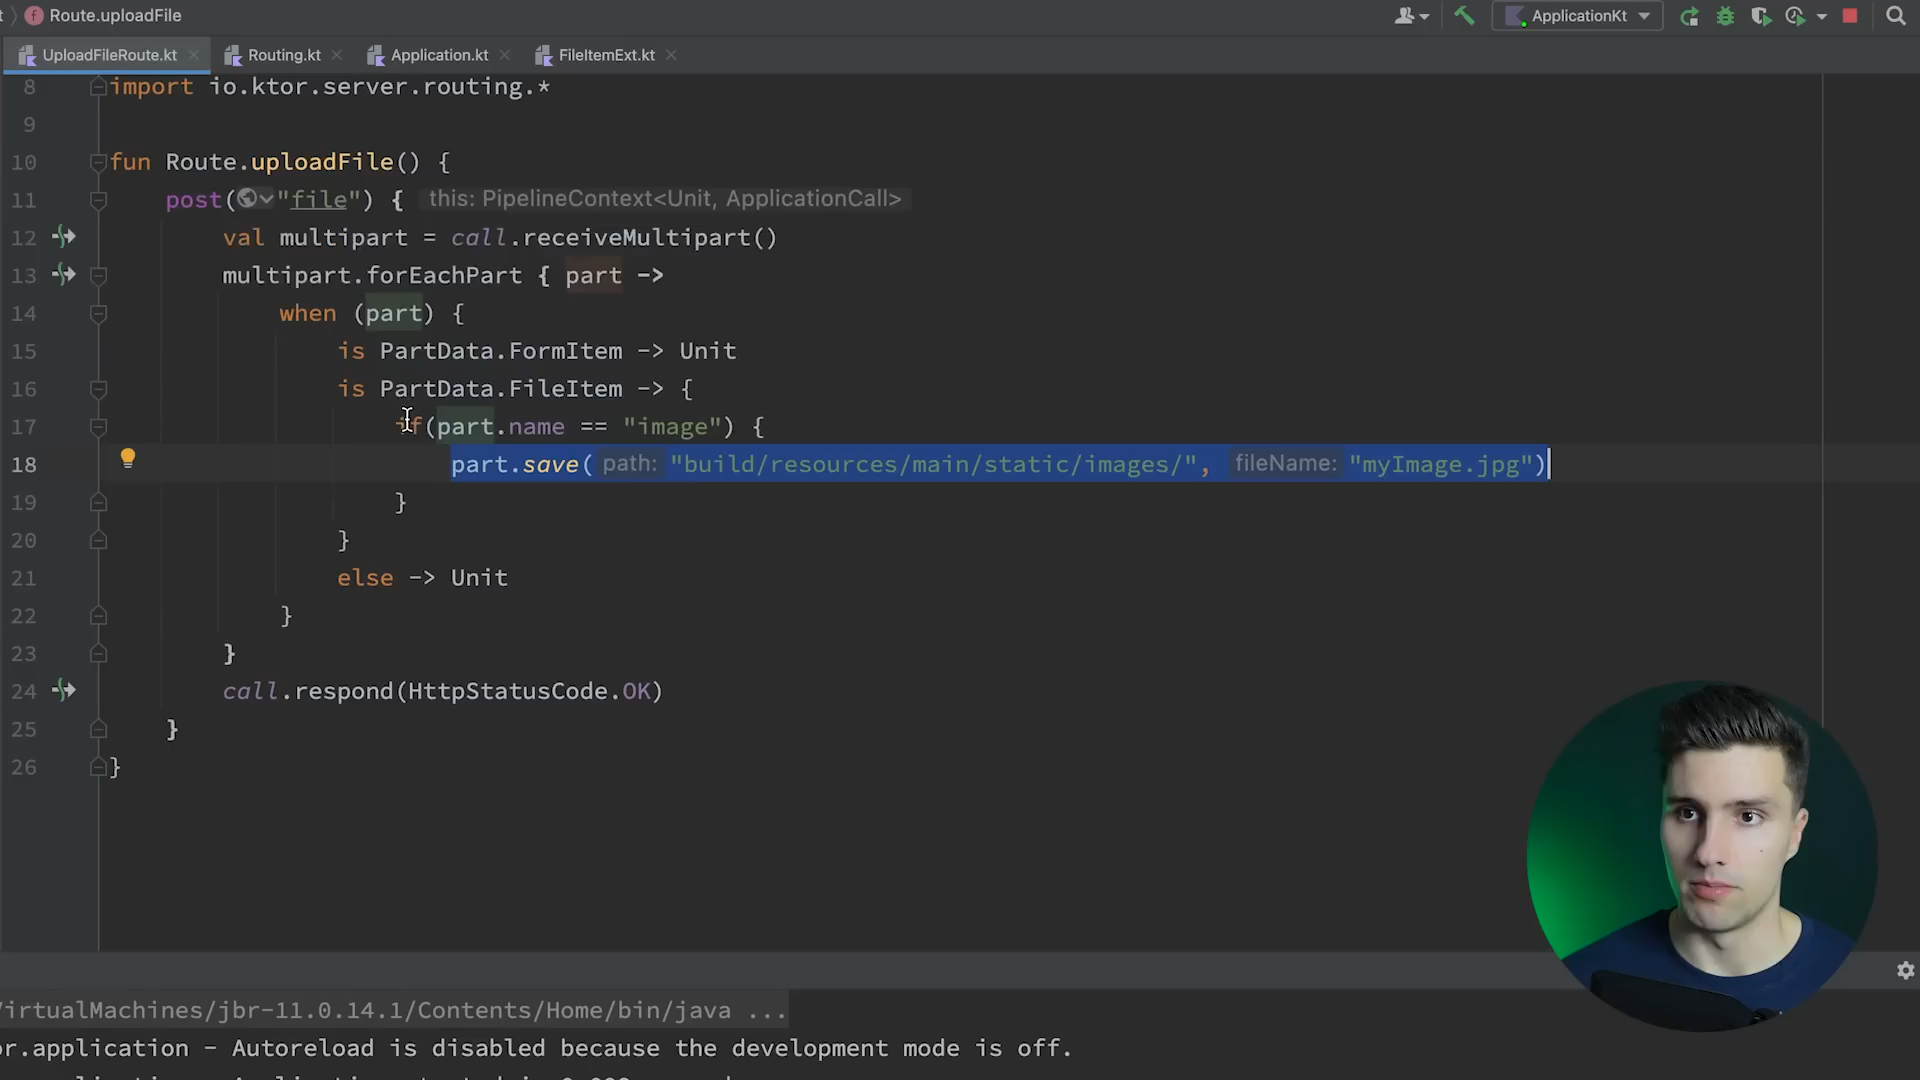 Route.uploadFile
ApplicationKt
UploadFileRoute.kt
Routing.kt
Application.kt
FileItemExt.kt
8 import io.ktor.server.routing.*
9
10 fun Route.uploadFile() {
11 post("file") { this: PipelineContext<Unit, ApplicationCall>
12 val multipart = call.receiveMultipart()
13 multipart.forEachPart { part ->
14 when (part) {
15 is PartData.FormItem -> Unit
16 is PartData.FileItem -> {
17 if(part.name == "image") {
18 part.save( path: "build/resources/main/static/images/", fileName: "myImage.jpg")
19 }
20 }
21 else -> Unit
22 }
23 }
24 call.respond(HttpStatusCode.OK)
25 }
26 }
VirtualMachines/jbr-11.0.14.1/Contents/Home/bin/java ...
or.application - Autoreload is disabled because the development mode is off.